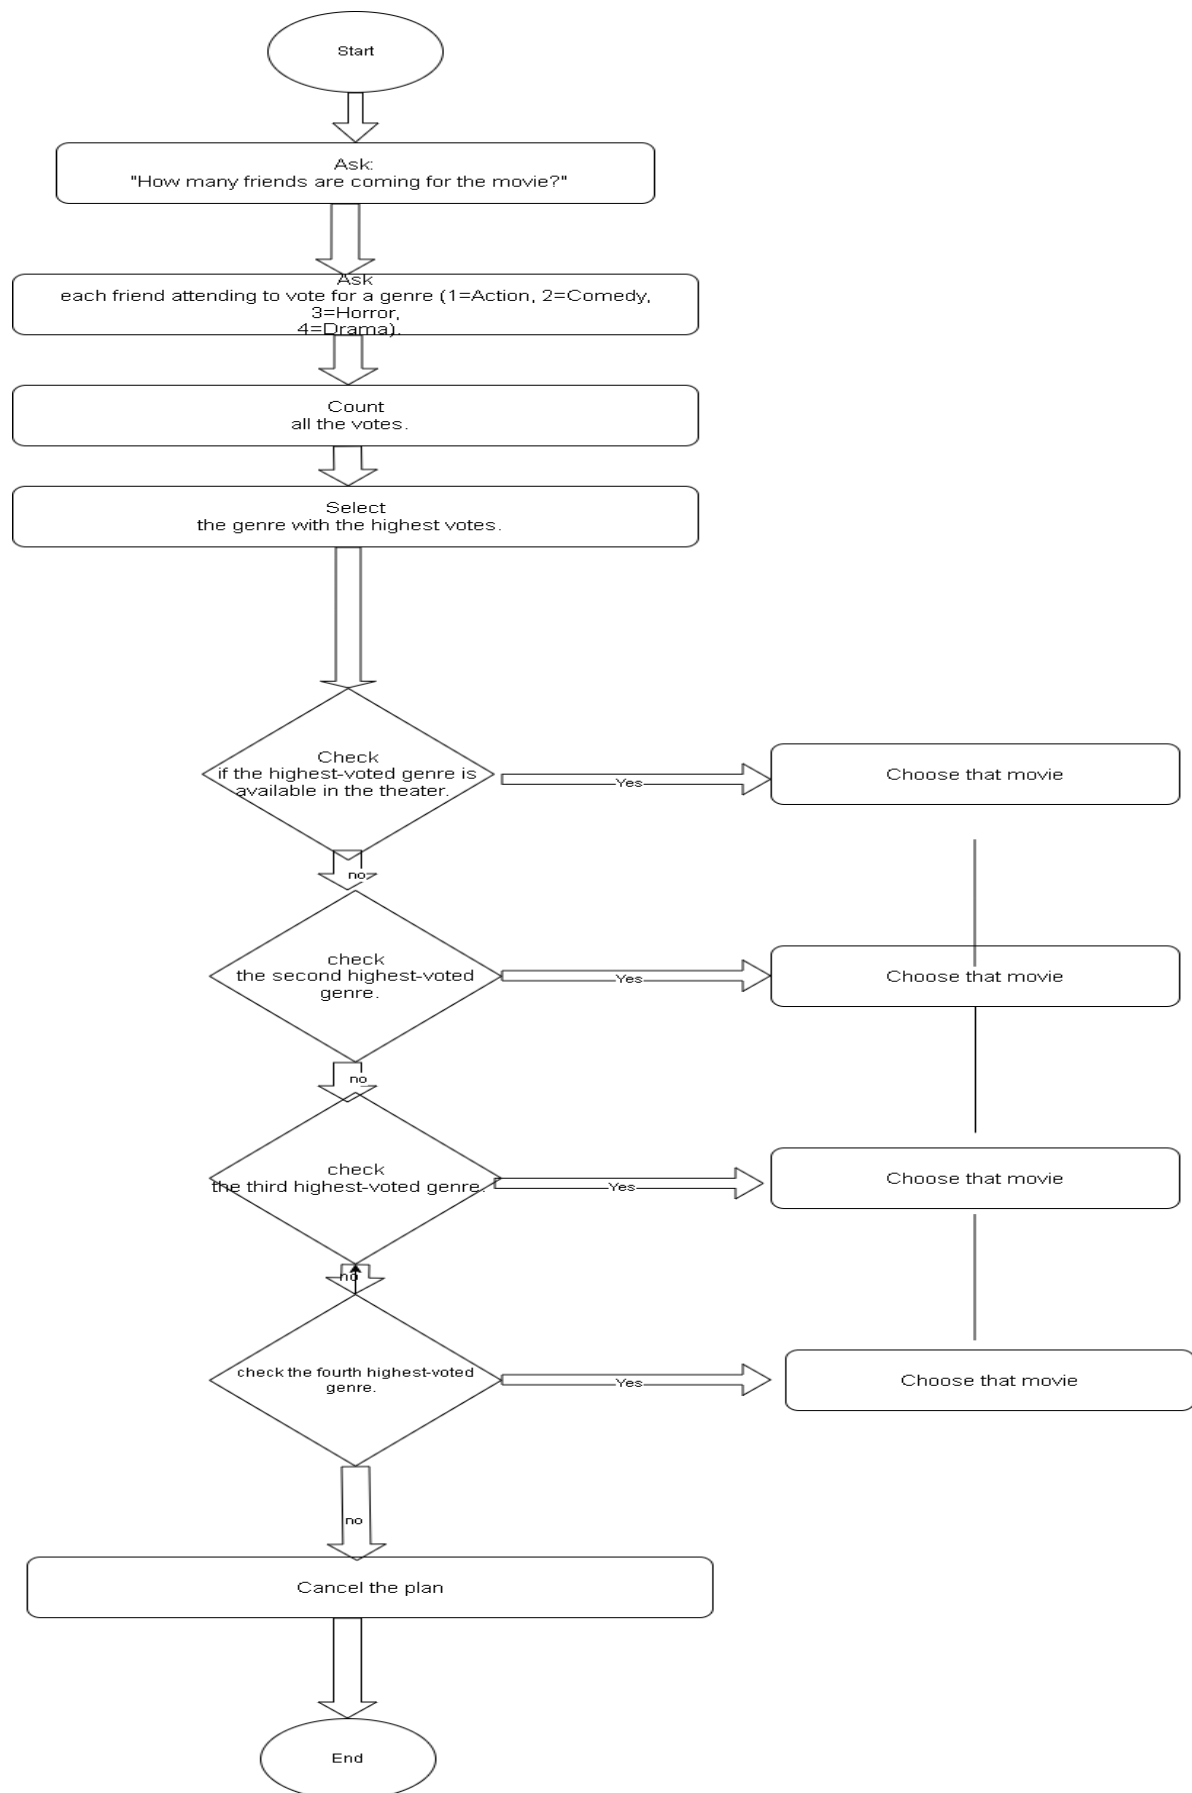 Start
Ask:
"How many friends are coming for the movie?"
Ask
each friend attending to vote for a genre (1=Action, 2=Comedy,
3=Horror,
4=Drama).
Count
all the votes.
Select
the genre with the highest votes.
Check
if the highest-voted genre is
available in the theater.
Yes
Choose that movie
no
check
the second highest-voted
genre.
Yes
Choose that movie
no
check
the third highest-voted genre.
Yes
Choose that movie
no
check the fourth highest-voted
genre.
Yes
Choose that movie
no
Cancel the plan
End